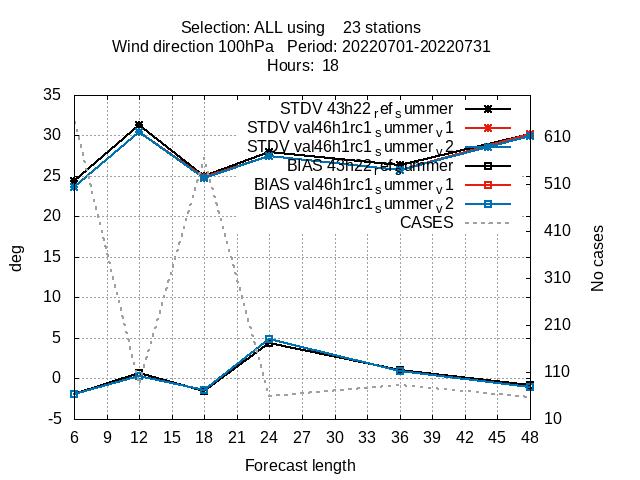 Selection: ALL using 23 stations
Wind direction 100hPa Period: 20220701-20220731
Hours: 18
35
30
25
20
15
10
5
0
-5
deg
STDV 43h22_ref_summer
STDV val46h1rc1_summer_v1
STDV val46h1rc1_summer_v2
BIAS 43h22_ref_summer
BIAS val46h1rc1_summer_v1
BIAS val46h1rc1_summer_v2
CASES
610
510
410
310
210
110
10
No cases
6 9 12 15 18 21 24 27 30 33 36 39 42 45 48
Forecast length